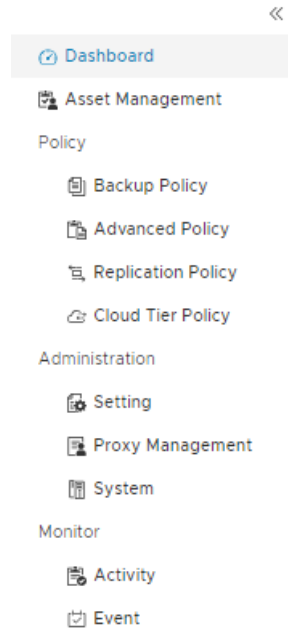 Dashboard
Asset Management
Policy
Backup Policy
Advanced Policy
Replication Policy
Cloud Tier Policy
Administration
Setting
Proxy Management
System
Monitor
Activity
Event